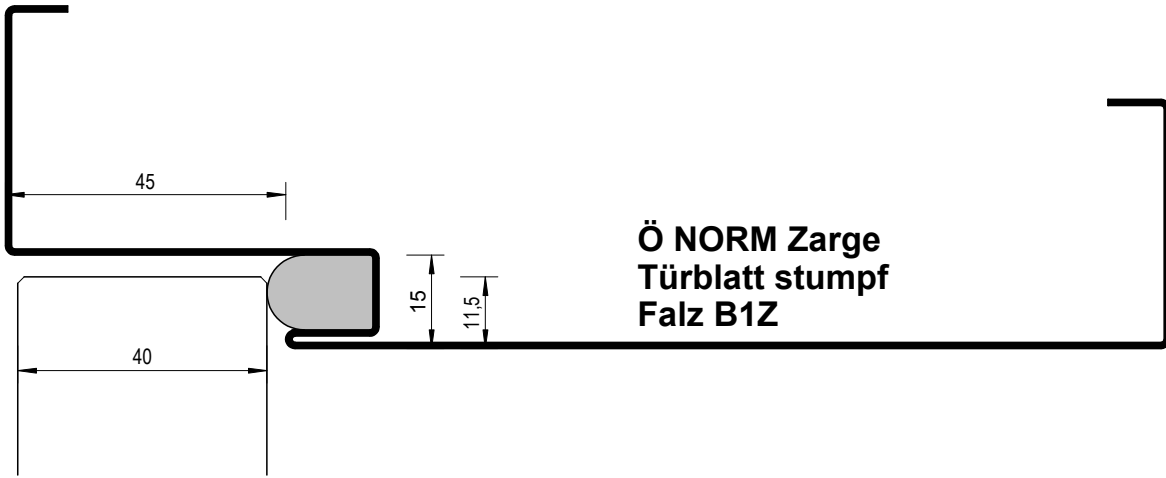 45
Ö NORM Zarge
Türblatt stumpf
Falz B1Z
15
11,5
40